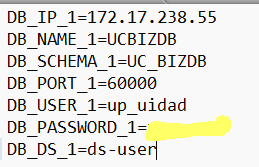 DB_IP_1=172.17.238.55
DB_NAME_1=UCBIZDB
DB_SCHEMA_1=UC_BIZDB
DB_PORT_1=60000
DB_USER_1=up_uidad
DB_PASSWORD_1=
DB_DS_1=ds-user